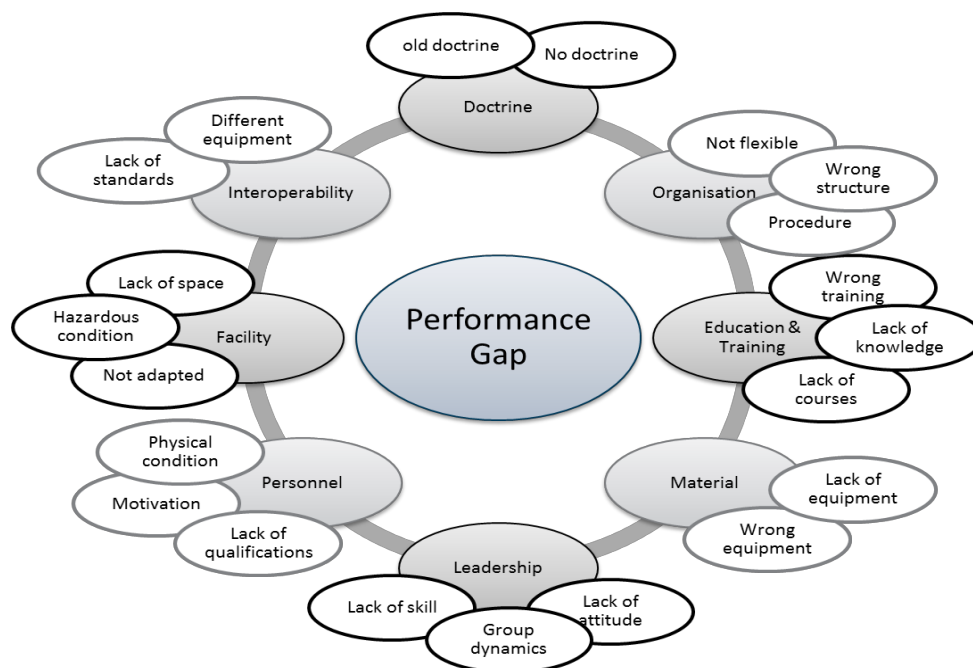 old doctrine
No doctrine
Doctrine
Different
equipment
Lack of
standards
Interoperability
Not flexible
Wrong
structure
Organisation
Procedure
Lack of space
Hazardous
condition
Facility
Not adapted
Performance
Gap
Wrong
training
Education &
Training
Lack of
knowledge
Lack of
courses
Physical
condition
Motivation
Personnel
Lack of
qualifications
Material
Lack of
equipment
Wrong
equipment
Leadership
Lack of skill
Group
dynamics
Lack of
attitude